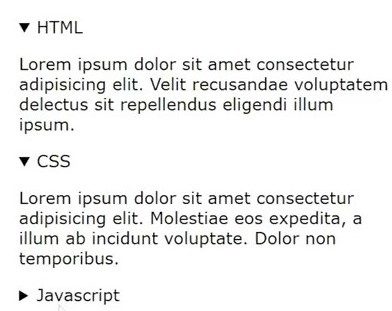 ▼ HTML
Lorem ipsum dolor sit amet consectetur
adipisicing elit. Velit recusandae voluptatem
delectus sit repellendus eligendi illum
ipsum.
▼ CSS
Lorem ipsum dolor sit amet consectetur
adipisicing elit. Molestiae eos expedita, a
illum ab incidunt voluptate. Dolor non
temporibus.
▶ Javascript